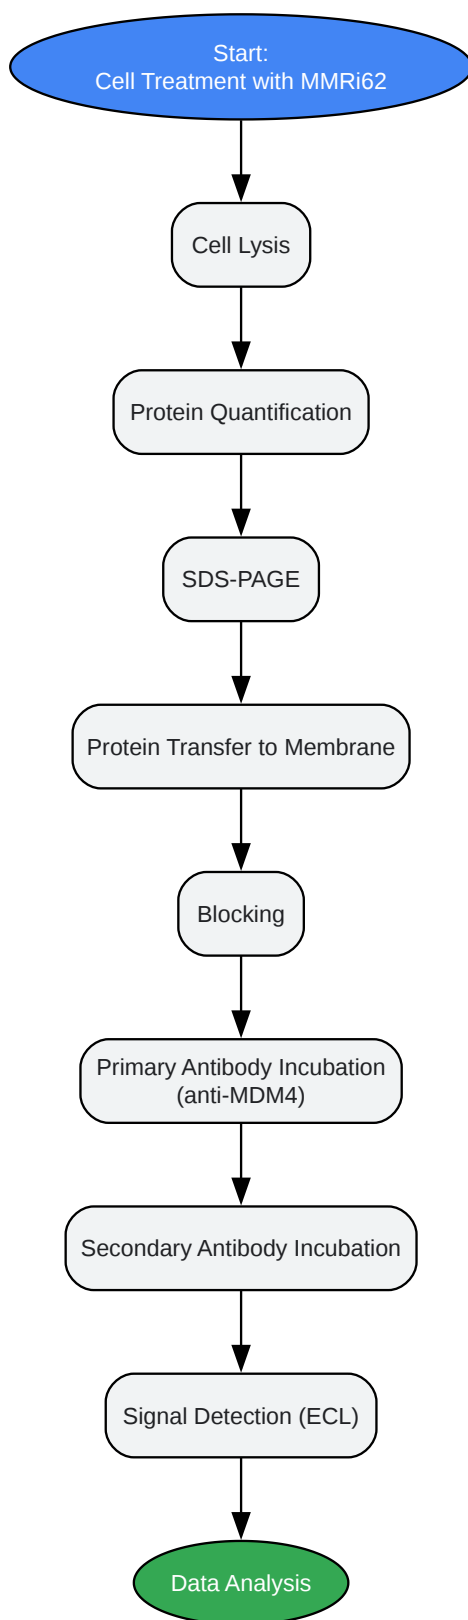 Start:
Cell Treatment with MMRi62
Cell Lysis
Protein Quantification
SDS-PAGE
Protein Transfer to Membrane
Blocking
Primary Antibody Incubation
(anti-MDM4)
Secondary Antibody Incubation
Signal Detection (ECL)
Data Analysis